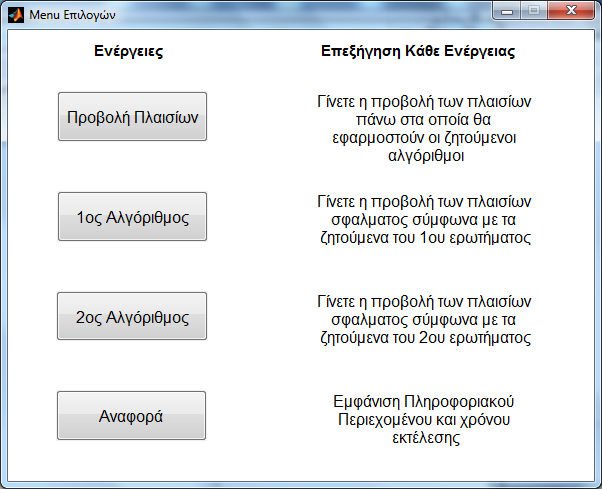 Menu Επιλογών
Ενέργειες
Επεξήγηση Κάθε Ενέργειας
Προβολή Πλαισίων
Γίνετε η προβολή των πλαισίων
πάνω στα οποία θα
εφαρμοστούν οι ζητούμενοι
αλγόριθμοι
1ος Αλγόριθμος
Γίνετε η προβολή των πλαισίων
σφαλματος σύμφωνα με τα
ζητούμενα του 1ου ερωτήματος
2ος Αλγόριθμος
Γίνετε η προβολή των πλαισίων
σφαλματος σύμφωνα με τα
ζητούμενα του 2ου ερωτήματος
Αναφορά
Εμφάνιση Πληροφοριακού
Περιεχομένου και χρόνου
εκτέλεσης